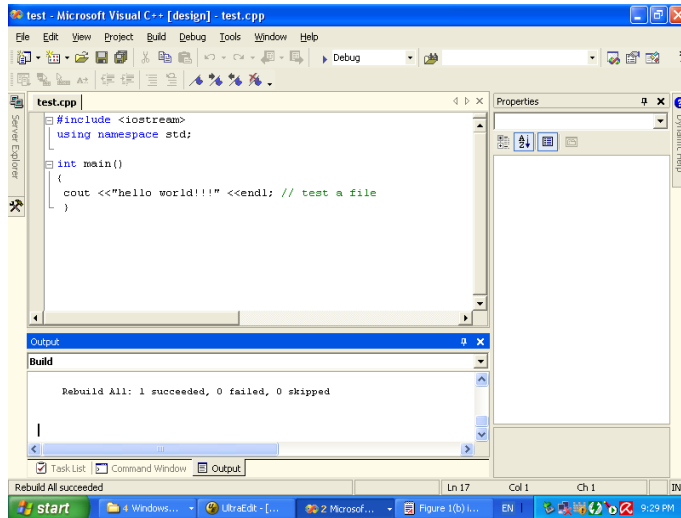 test - Microsoft Visual C++ [design] - test.cpp
File Edit View Project Build Debug Tools Window Help
Debug
test.cpp
Properties
Server Explorer
Dynamic Help
#include <iostream>
using namespace std;
int main()
{
cout <<"hello world!!!" <<endl; // test a file
}
Output
Build
Rebuild All: 1 succeeded, 0 failed, 0 skipped
Task List Command Window Output
Rebuild All succeeded Ln 17 Col 1 Ch 1 IN
start 4 Windows... UltraEdit - [... 2 Microsof... Figure 1(b) i... EN 9:29 PM